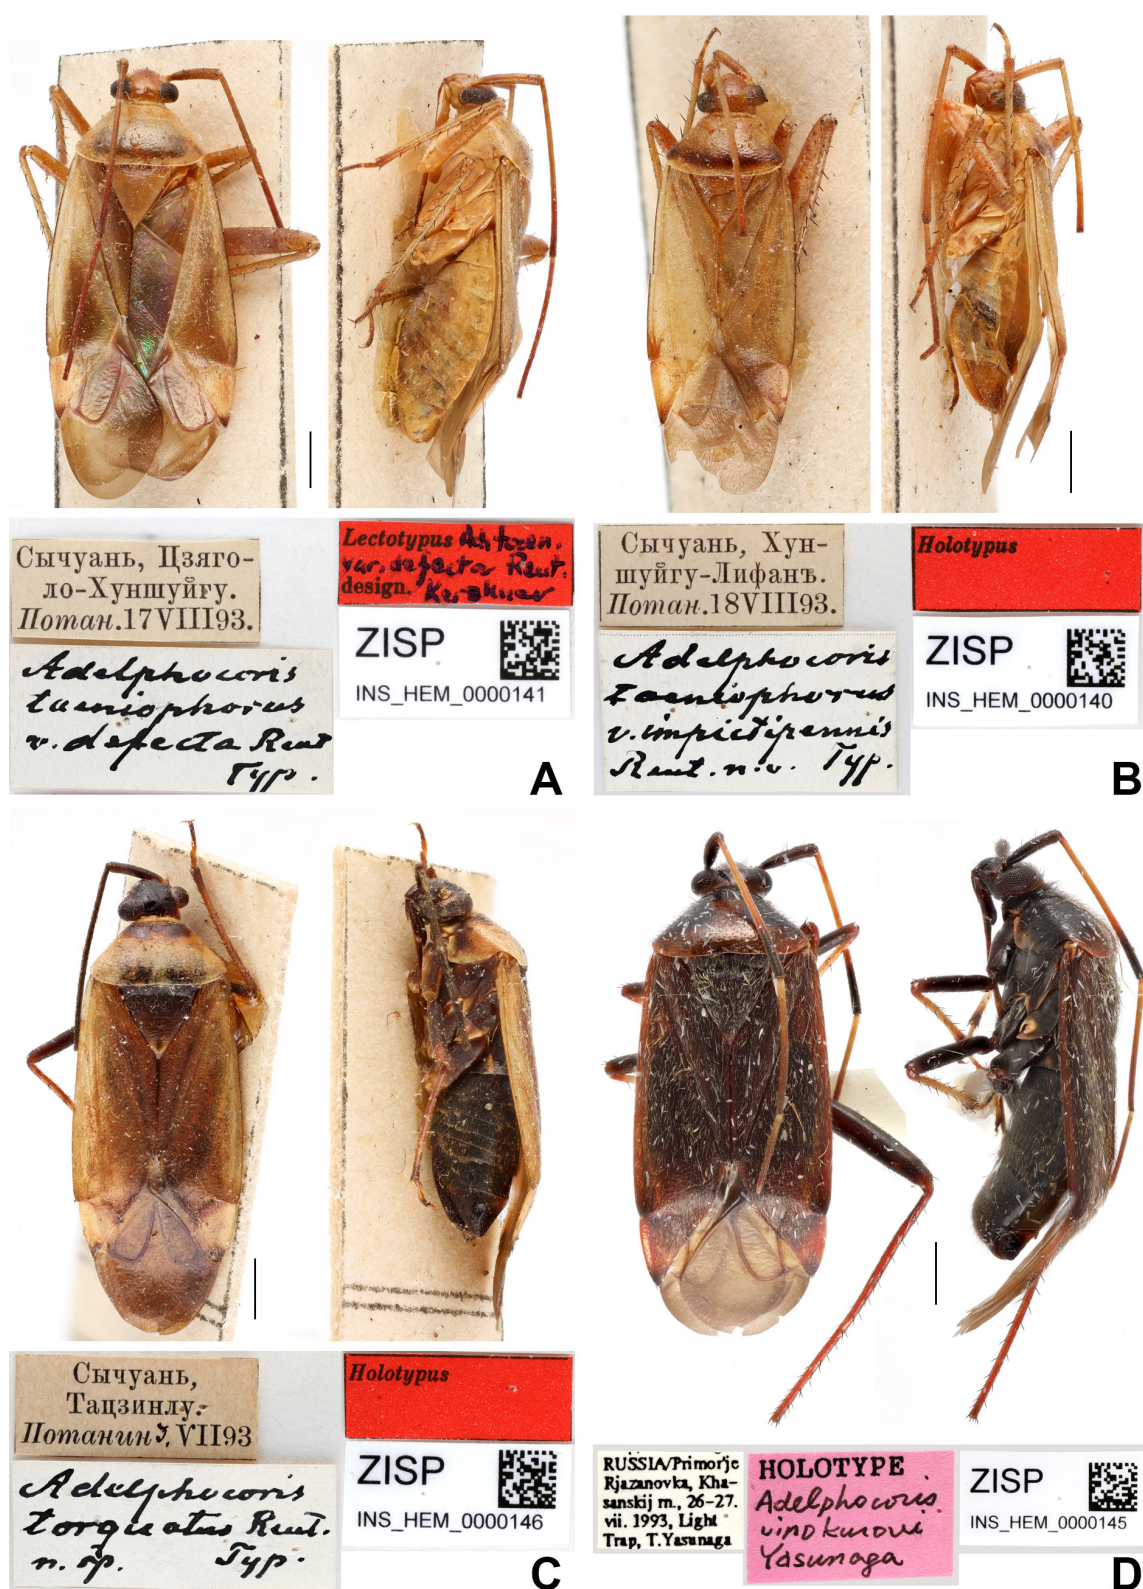 Сычуань, Цзяго-
ло-Хуншуйгу.
Потан.17VIII93.
Lectotypus
var. defecta Reut.
design. Kerzhner
Adelphocoris
taeniophorus
v. defecta Reut
Typ.
ZISP
INS_HEM_0000141
A
Сычуань, Хун-
шуйгу-Лифанъ.
Потан.18VIII93.
Holotypus
Adelphocoris
taeniophorus
v. impictipennis
Reut. n. v. Typ.
ZISP
INS_HEM_0000140
B
Сычуань,
Тацзинлу.
Потанин VII93
Holotypus
Adelphocoris
torquatus Reut.
n. sp. Typ.
ZISP
INS_HEM_0000146
C
RUSSIA/Primorje
Rjazanovka, Kha-
sanskij rn., 26-27.
vii. 1993, Light
Trap, T.Yasunaga
HOLOTYPE
Adelphocoris
vinokurovi
Yasunaga
ZISP
INS_HEM_0000145
D